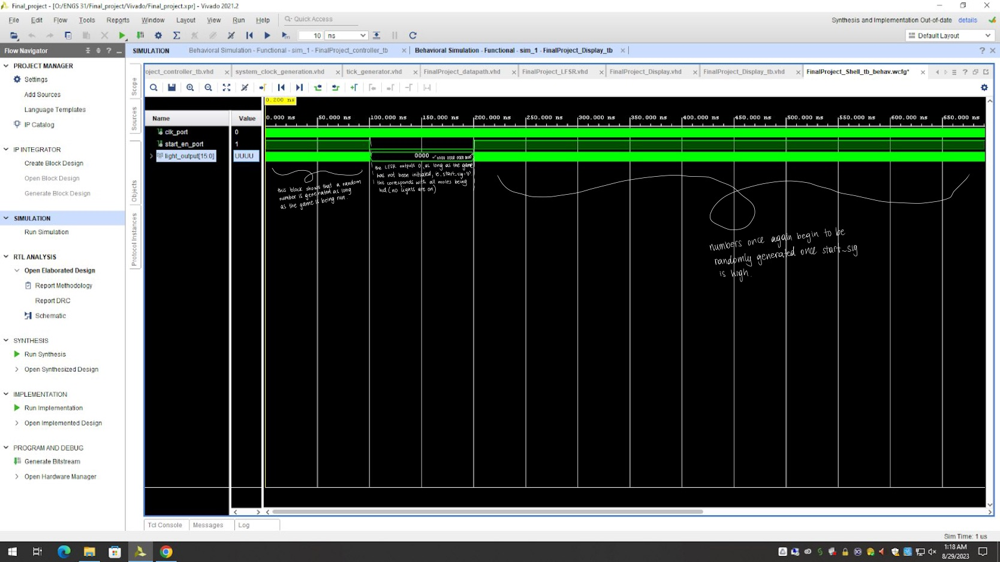 Final_project - [O:/ENGS 31/Final_project/Vivado/Final_project.xpr] - Vivado 2021.2
File Edit Flow Tools Reports Window Layout View Run Help Quick Access
Synthesis and Implementation Out-of-date details
10 ns
Default Layout
Flow Navigator
SIMULATION
Behavioral Simulation - Functional - sim_1 - FinalProject_controller_tb
Behavioral Simulation - Functional - sim_1 - FinalProject_Display_tb
PROJECT MANAGER
Settings
Add Sources
Language Templates
IP Catalog
IP INTEGRATOR
Create Block Design
Open Block Design
Generate Block Design
SIMULATION
Run Simulation
RTL ANALYSIS
Open Elaborated Design
Report Methodology
Report DRC
Schematic
SYNTHESIS
Run Synthesis
Open Synthesized Design
IMPLEMENTATION
Run Implementation
Open Implemented Design
PROGRAM AND DEBUG
Generate Bitstream
Open Hardware Manager
Scope
Sources
Objects
Protocol Instances
oject_controller_tb.vhd system_clock_generation.vhd tick_generator.vhd FinalProject_datapath.vhd FinalProject_LFSR.vhd FinalProject_Display.vhd FinalProject_Display_tb.vhd FinalProject_Shell_tb_behav.wcfg*
0.200 ns
Name Value
0.000 ns 50.000 ns 100.000 ns 150.000 ns 200.000 ns 250.000 ns 300.000 ns 350.000 ns 400.000 ns 450.000 ns 500.000 ns 550.000 ns 600.000 ns 650.000 ns
clk_port 0
start_en_port 1
light_output[15:0] UUUU
0000 ="0000 0000 0000 0000"
this block shows that a random
number is generated as long
as the game is being run.
the LFSR outputs 0, as long as the game
has not been initiated, ie, start_sig='0'
this corresponds with all moles being
hid (no lights are on)
numbers once again begin to be
randomly generated once start_sig
is high.
Tcl Console Messages Log
Sim Time: 1 us
1:18 AM
8/29/2023